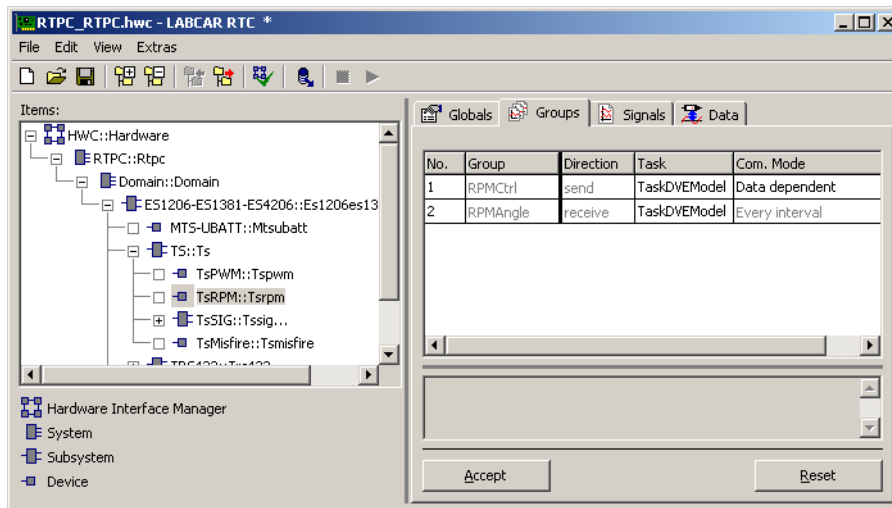 RTPC_RTPC.hwc - LABCAR RTC *
File Edit View Extras
Items:
HWC::Hardware
RTPC::Rtpc
Domain::Domain
ES1206-ES1381-ES4206::Es1206es13
MTS-UBATT::Mtsubatt
TS::Ts
TsPWM::Tspwm
TsRPM::Tsrpm
TsSIG::Tssig...
TsMisfire::Tsmisfire
Hardware Interface Manager
System
Subsystem
Device
Globals Groups Signals Data
No. Group Direction Task Com. Mode
1 RPMCtrl send TaskDVEModel Data dependent
2 RPMAngle receive TaskDVEModel Every interval
Accept Reset